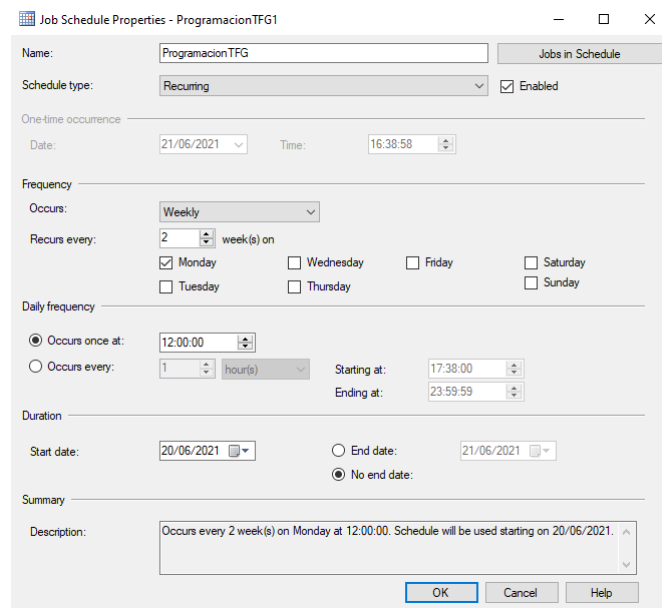 Job Schedule Properties - ProgramacionTFG1
Name: ProgramacionTFG Jobs in Schedule
Schedule type: Recurring Enabled
One-time occurrence
Date: 21/06/2021 Time: 16:38:58
Frequency
Occurs: Weekly
Recurs every: 2 week(s) on
Monday Wednesday Friday Saturday
Tuesday Thursday Sunday
Daily frequency
Occurs once at: 12:00:00
Occurs every: 1 hour(s) Starting at: 17:38:00
Ending at: 23:59:59
Duration
Start date: 20/06/2021 End date: 21/06/2021
No end date:
Summary
Description: Occurs every 2 week(s) on Monday at 12:00:00. Schedule will be used starting on 20/06/2021.
OK Cancel Help